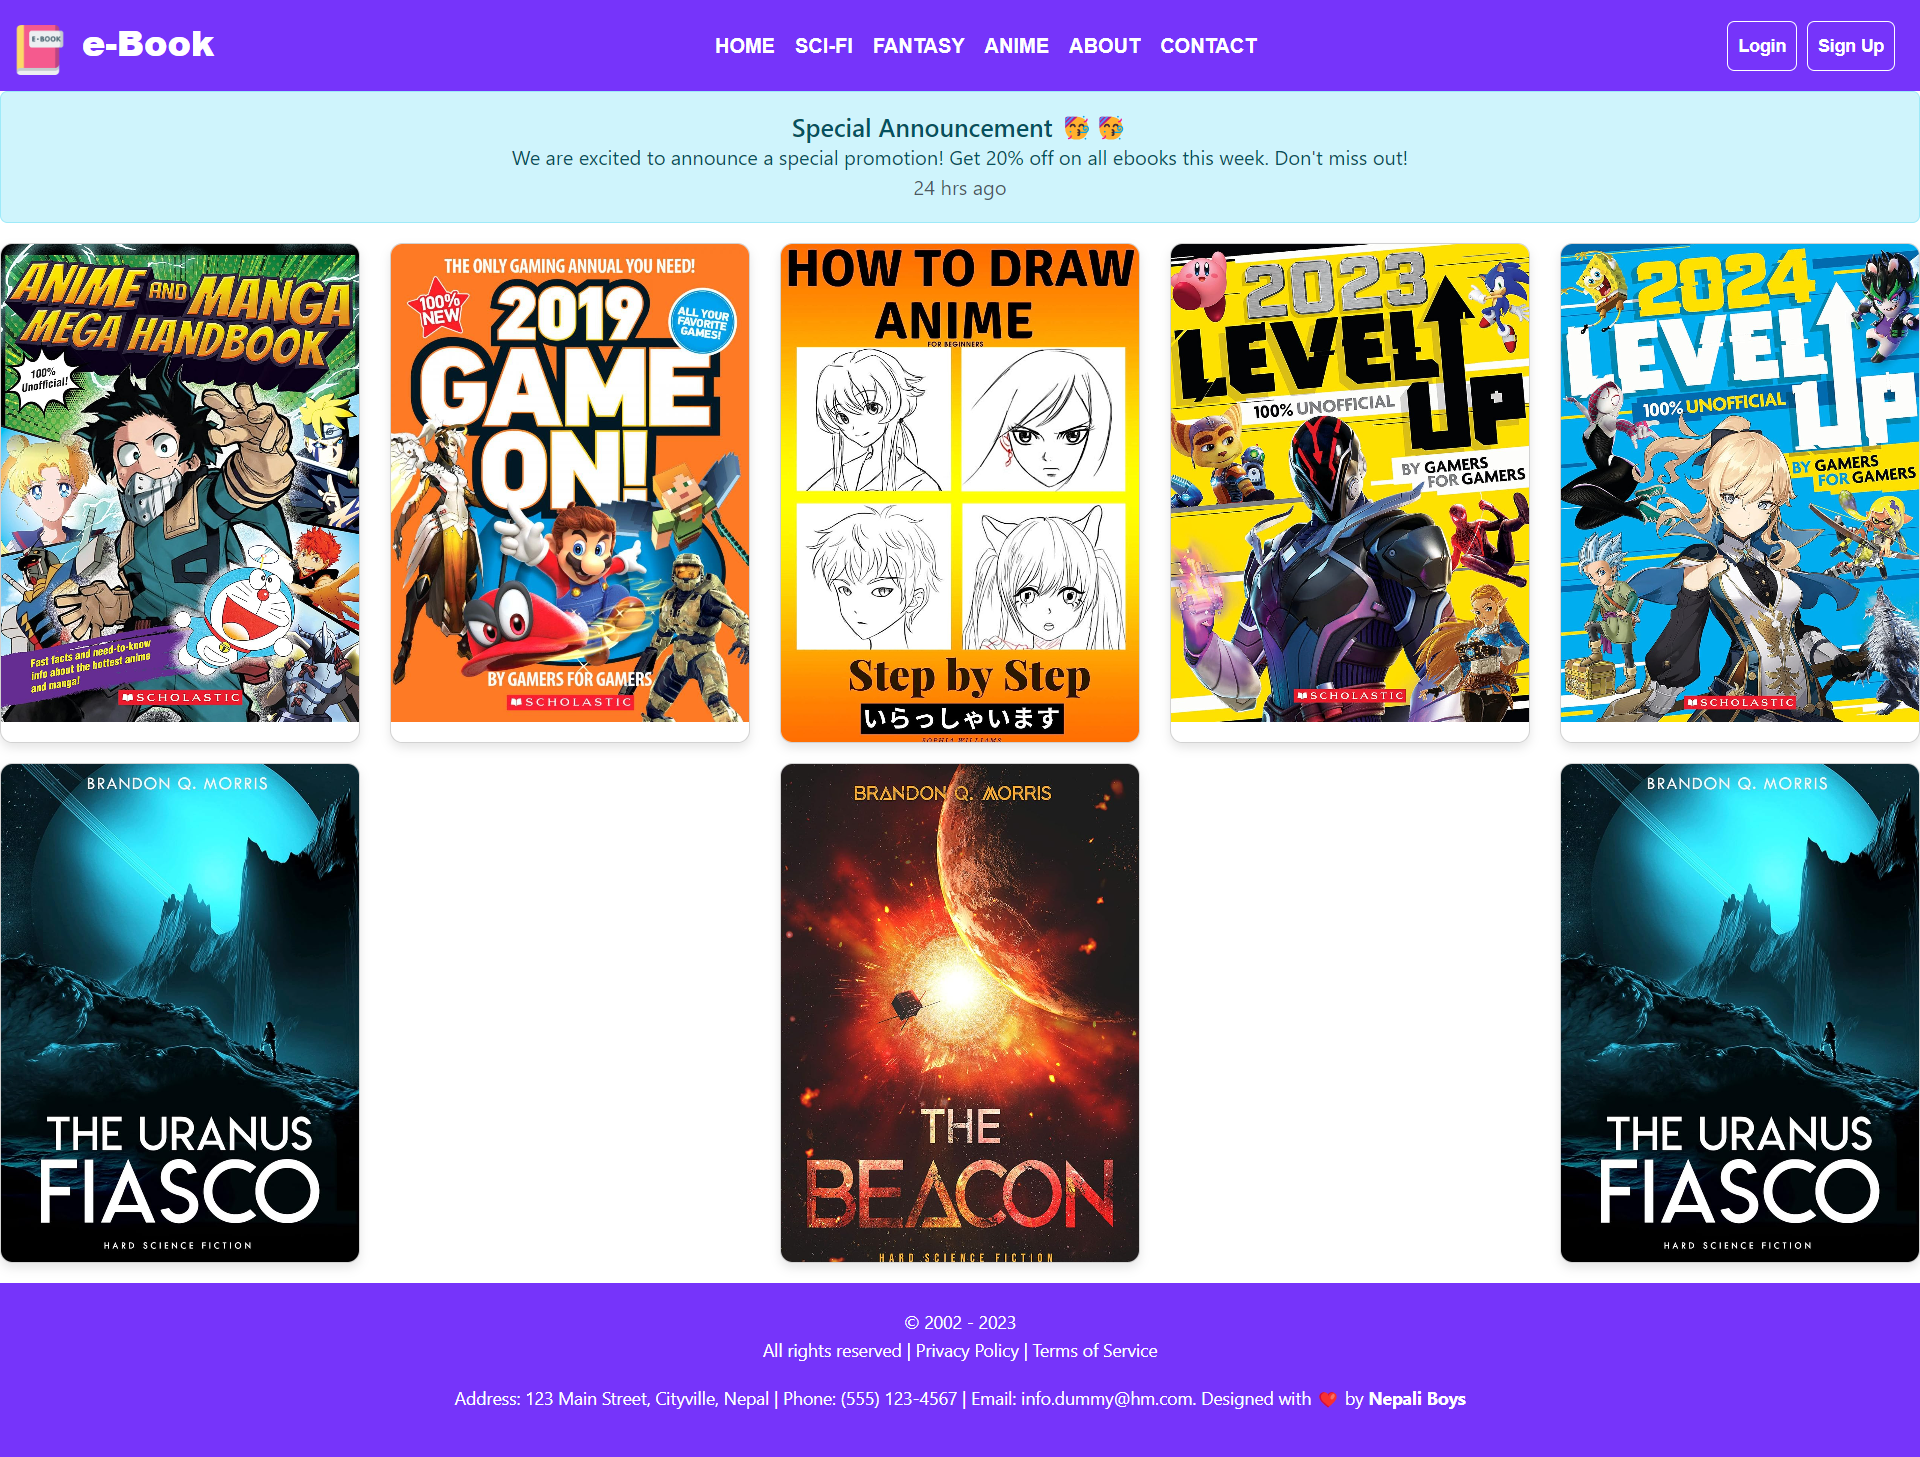 E-BOOK
e-Book
HOME SCI-FI FANTASY ANIME ABOUT CONTACT
Login
Sign Up
Special Announcement 🥳 🥳
We are excited to announce a special promotion! Get 20% off on all ebooks this week. Don't miss out!
24 hrs ago
ANIME AND MANGA
MEGA HANDBOOK
100%
Unofficial!
Fast facts and need-to-know
info about the hottest anime
and manga!
SCHOLASTIC
THE ONLY GAMING ANNUAL YOU NEED!
100%
NEW
2019
ALL YOUR
FAVORITE
GAMES!
GAME
ON!
BY GAMERS FOR GAMERS
SCHOLASTIC
HOW TO DRAW
ANIME
FOR BEGINNERS
Step by Step
いらっしゃいます
SOPHIA WILLIAMS
2023
LEVEL
UP
100% UNOFFICIAL
BY GAMERS
FOR GAMERS
SCHOLASTIC
2024
LEVEL
UP
100% UNOFFICIAL
BY GAMERS
FOR GAMERS
SCHOLASTIC
BRANDON Q. MORRIS
THE URANUS
FIASCO
HARD SCIENCE FICTION
BRANDON Q. MORRIS
THE
BEACON
HARD SCIENCE FICTION
BRANDON Q. MORRIS
THE URANUS
FIASCO
HARD SCIENCE FICTION
© 2002 - 2023
All rights reserved | Privacy Policy | Terms of Service
Address: 123 Main Street, Cityville, Nepal | Phone: (555) 123-4567 | Email: info.dummy@hm.com. Designed with ❤️ by Nepali Boys